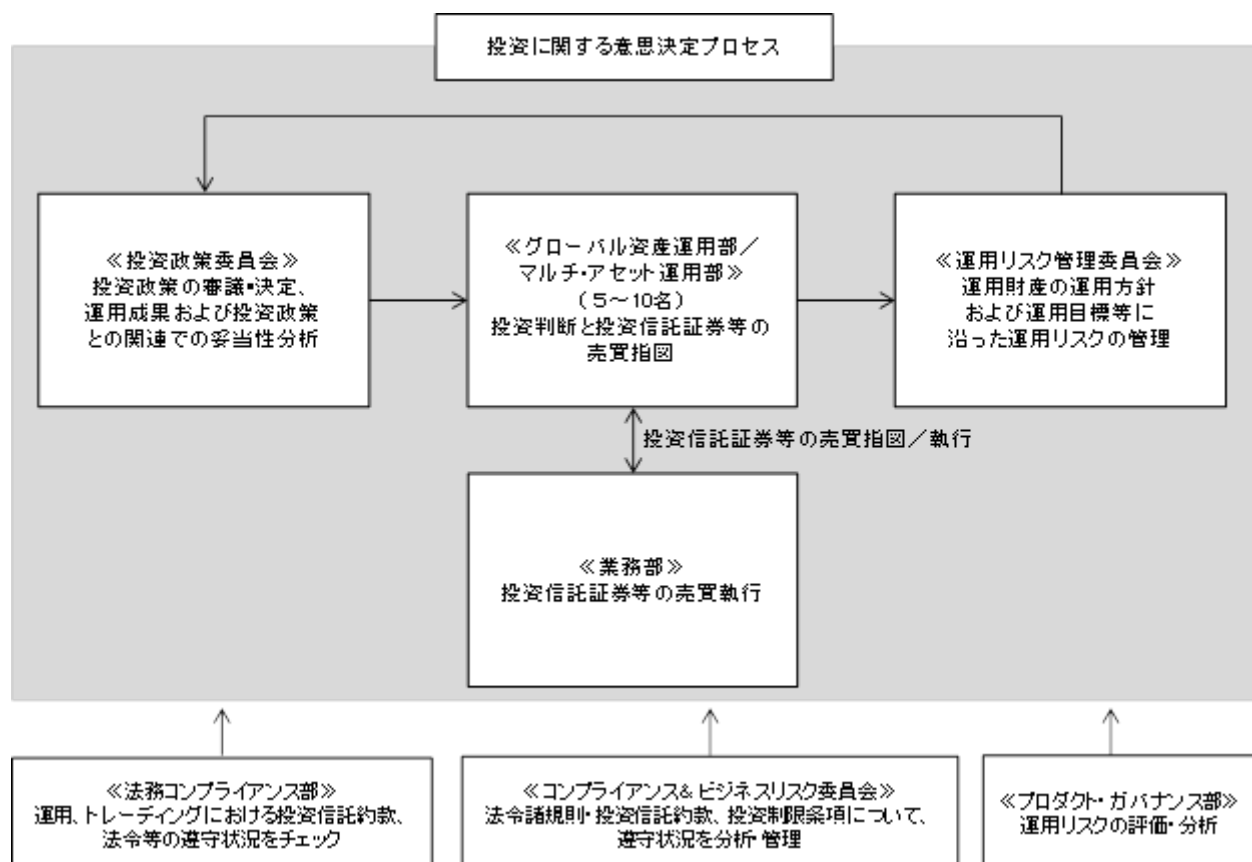 投資に関する意思決定プロセス
≪投資政策委員会≫
投資政策の審議・決定、
運用成果および投資政策
との関連での妥当性分析
≪グローバル資産運用部／
マルチ・アセット運用部≫
（５～10名）
投資判断と投資信託証券等の
売買指図
≪運用リスク管理委員会≫
運用財産の運用方針
および運用目標等に
沿った運用リスクの管理
投資信託証券等の売買指図／執行
≪業務部≫
投資信託証券等の売買執行
≪法務コンプライアンス部≫
運用、トレーディングにおける投資信託約款、
法令等の遵守状況をチェック
≪コンプライアンス＆ビジネスリスク委員会≫
法令諸規則・投資信託約款、投資制限条項について、
遵守状況を分析・管理
≪プロダクト・ガバナンス部≫
運用リスクの評価・分析